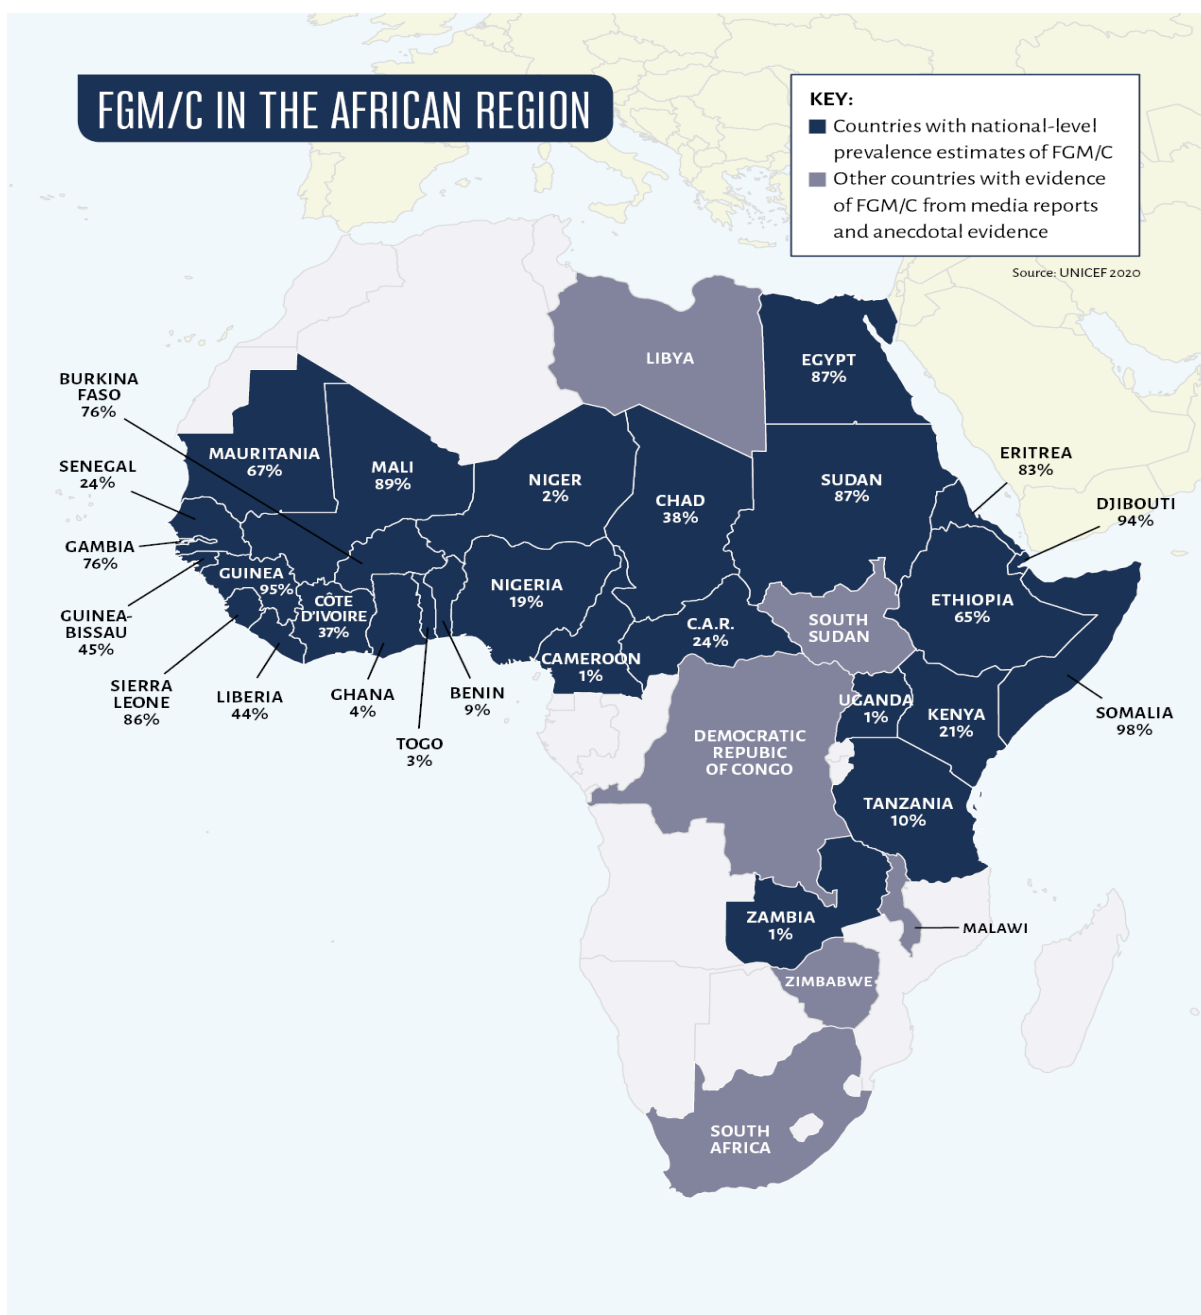 FGM/C IN THE AFRICAN REGION
KEY:
Countries with national-level
prevalence estimates of FGM/C
Other countries with evidence
of FGM/C from media reports
and anecdotal evidence
Source: UNICEF 2020
LIBYA
EGYPT
87%
BURKINA
FASO
76%
MAURITANIA
67%
MALI
89%
NIGER
2%
CHAD
38%
SUDAN
87%
ERITREA
83%
SENEGAL
24%
DJIBOUTI
94%
GAMBIA
76%
GUINEA
95%
CÔTE
D'IVOIRE
37%
NIGERIA
19%
ETHIOPIA
65%
GUINEA-
BISSAU
45%
C.A.R.
24%
SOUTH
SUDAN
CAMEROON
1%
SIERRA
LEONE
86%
LIBERIA
44%
GHANA
4%
BENIN
9%
TOGO
3%
UGANDA
1%
KENYA
21%
SOMALIA
98%
DEMOCRATIC
REPUBIC
OF CONGO
TANZANIA
10%
ZAMBIA
1%
MALAWI
ZIMBABWE
SOUTH
AFRICA